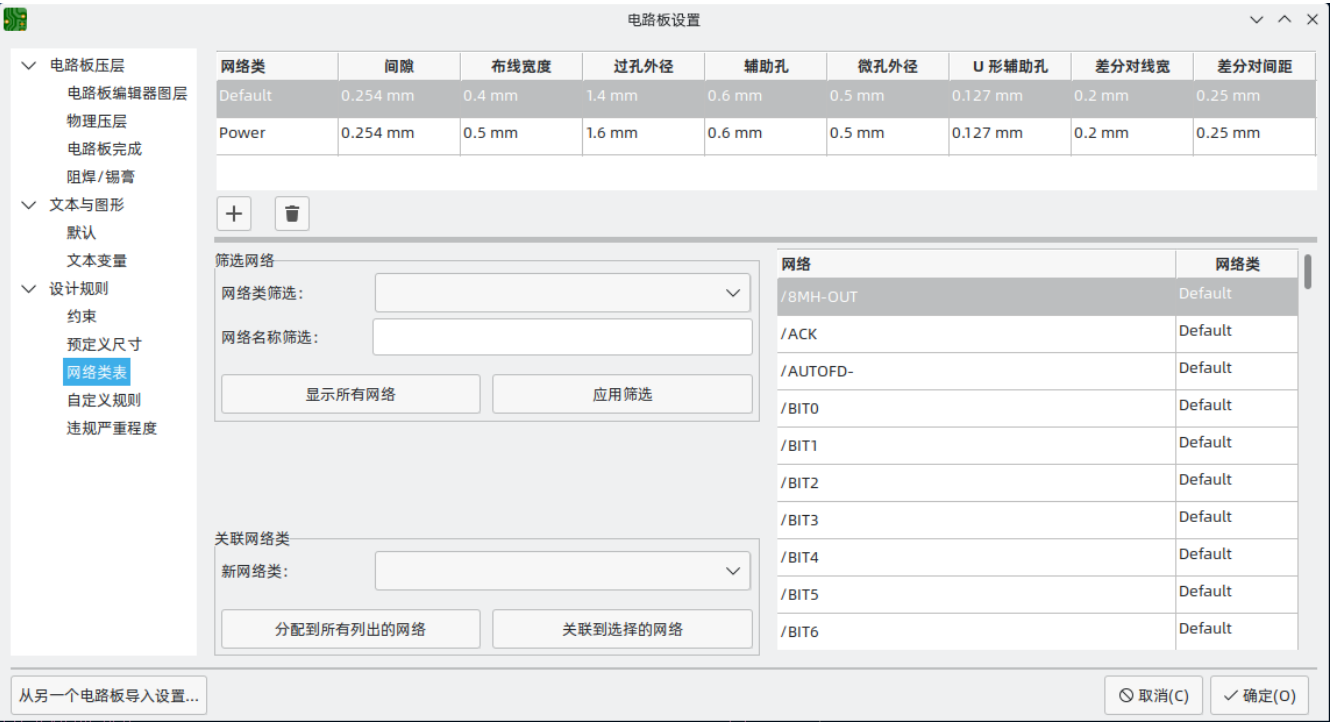 电路板设置
电路板压层
电路板编辑器图层
物理压层
电路板完成
阻焊/锡膏
文本与图形
默认
文本变量
设计规则
约束
预定义尺寸
网络类表
自定义规则
违规严重程度
网络类 间隙 布线宽度 过孔外径 辅助孔 微孔外径 U 形辅助孔 差分对线宽 差分对间距
Default 0.254 mm 0.4 mm 1.4 mm 0.6 mm 0.5 mm 0.127 mm 0.2 mm 0.25 mm
Power 0.254 mm 0.5 mm 1.6 mm 0.6 mm 0.5 mm 0.127 mm 0.2 mm 0.25 mm
筛选网络
网络类筛选:
网络名称筛选:
显示所有网络 应用筛选
关联网络类
新网络类:
分配到所有列出的网络 关联到选择的网络
网络 网络类
/8MH-OUT Default
/ACK Default
/AUTOFD- Default
/BIT0 Default
/BIT1 Default
/BIT2 Default
/BIT3 Default
/BIT4 Default
/BIT5 Default
/BIT6 Default
从另一个电路板导入设置... 取消(C) 确定(O)